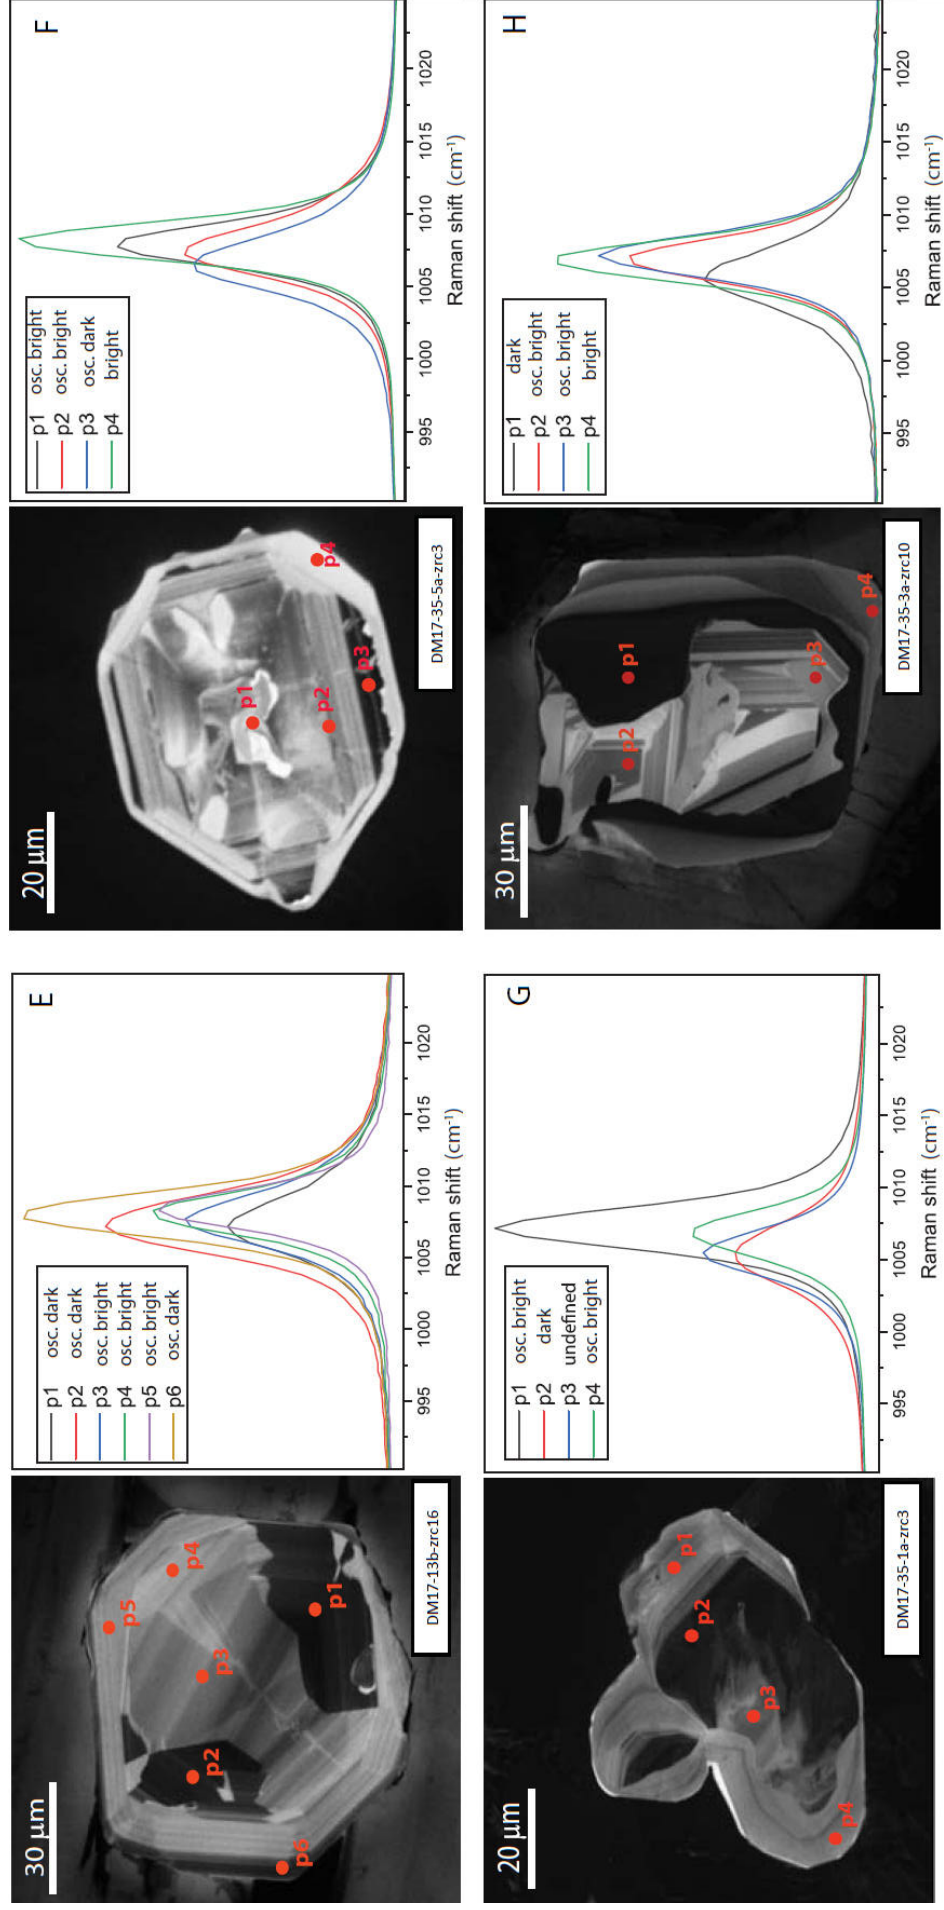 30 µm
p1
p2
p3
p4
p5
p6
DM17-13b-zrc16
E
p1 osc. dark
p2 osc. dark
p3 osc. bright
p4 osc. bright
p5 osc. bright
p6 osc. dark
995 1000 1005 1010 1015 1020
Raman shift (cm⁻¹)
20 µm
p1
p2
p3
p4
DM17-35-5a-zrc3
F
p1 osc. bright
p2 osc. bright
p3 osc. dark
p4 bright
995 1000 1005 1010 1015 1020
Raman shift (cm⁻¹)
20 µm
p1
p2
p3
p4
DM17-35-1a-zrc3
G
p1 osc. bright
p2 dark
p3 undefined
p4 osc. bright
995 1000 1005 1010 1015 1020
Raman shift (cm⁻¹)
30 µm
p1
p2
p3
p4
DM17-35-3a-zrc10
H
p1 dark
p2 osc. bright
p3 osc. bright
p4 bright
995 1000 1005 1010 1015 1020
Raman shift (cm⁻¹)